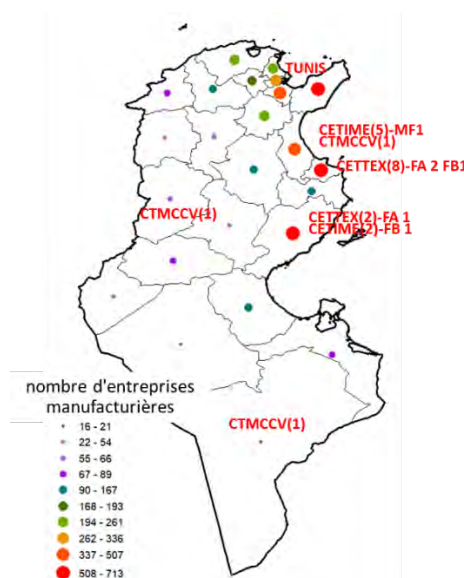 TUNIS
CETIME(5)-MF1
CTMCCV(1)
CETTEX(8)-FA 2 FB1
CTMCCV(1)
CETTEX(2)-FA 1
CETIME(2)-FB 1
CTMCCV(1)
nombre d'entreprises
manufacturières
16 - 21
22 - 54
55 - 66
67 - 89
90 - 167
168 - 193
194 - 261
262 - 336
337 - 507
508 - 713